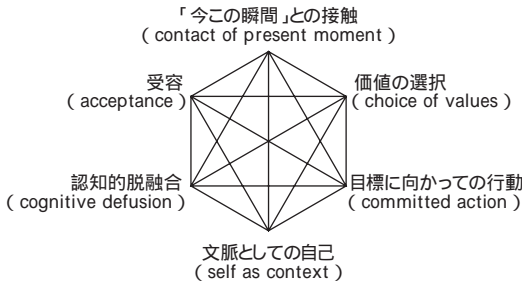 「今この瞬間」との接触
( contact of present moment )
受容
( acceptance )
価値の選択
( choice of values )
認知的脱融合
( cognitive defusion )
目標に向かっての行動
( committed action )
文脈としての自己
( self as context )